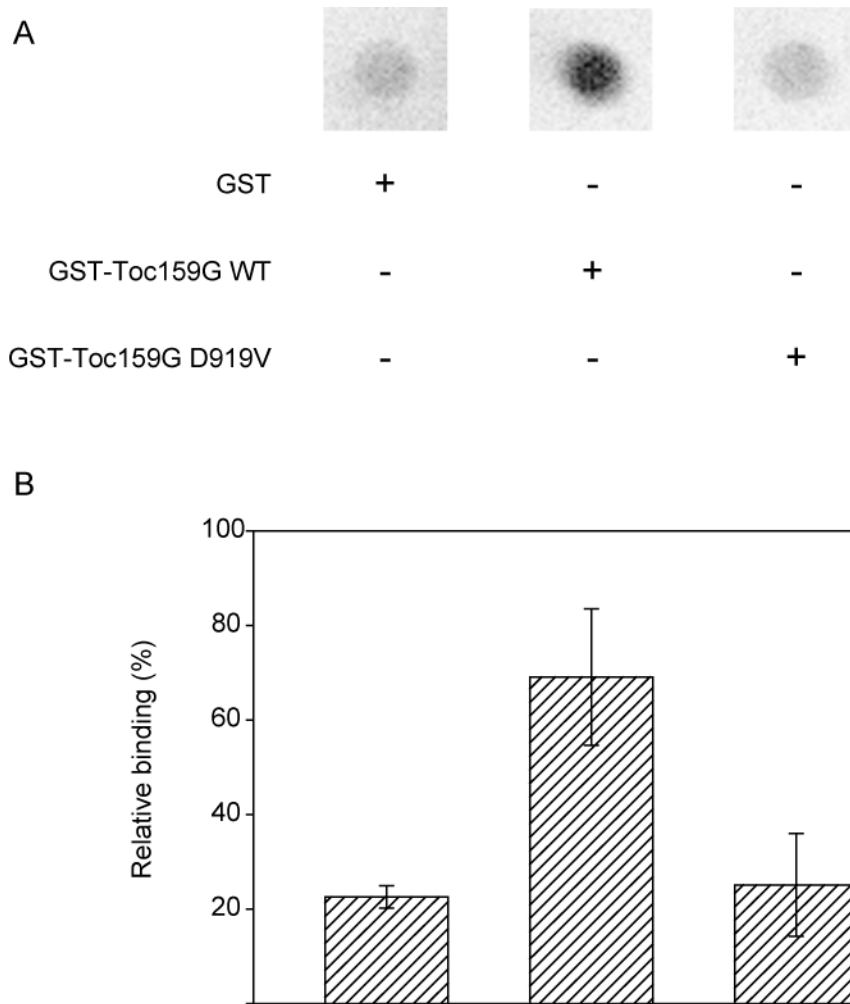 A
GST + - -
GST-Toc159G WT - + -
GST-Toc159G D919V - - +
B
Relative binding (%)
100
80
60
40
20